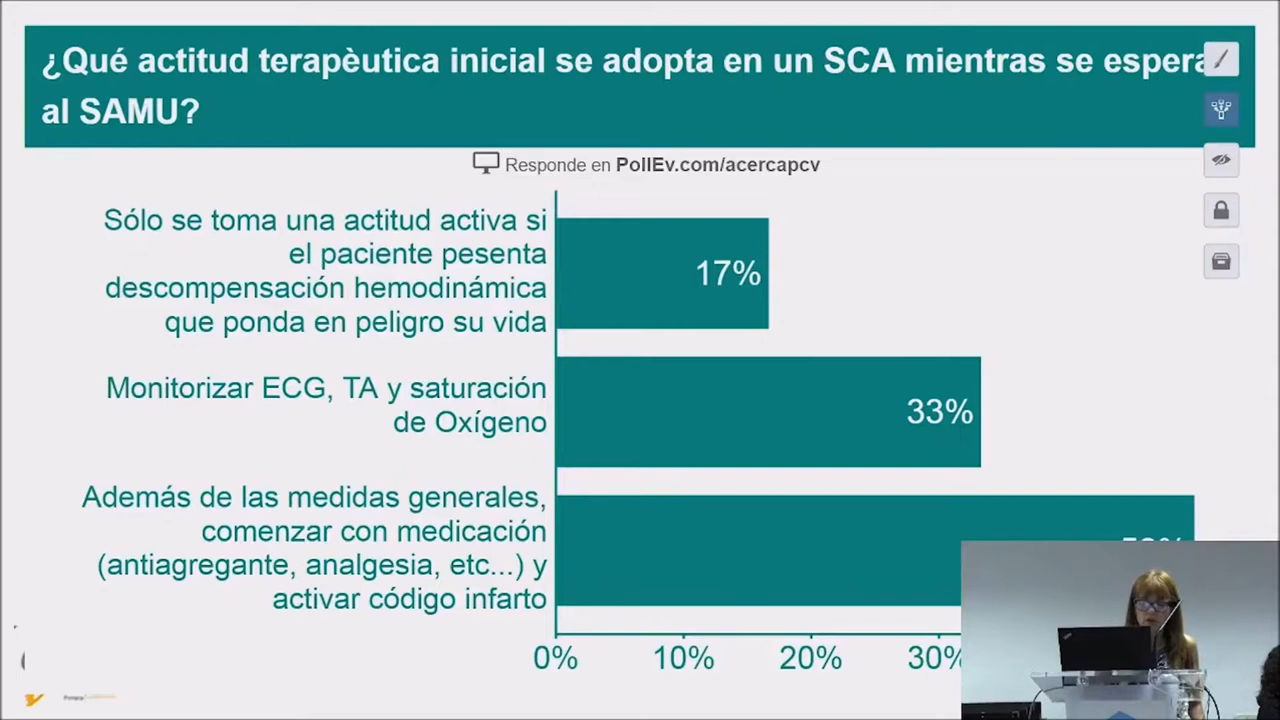 ¿Qué actitud terapèutica inicial se adopta en un SCA mientras se espera
al SAMU?
Responde en PollEv.com/acercapcv
Sólo se toma una actitud activa si
el paciente pesenta
descompensación hemodinámica
que ponda en peligro su vida
17%
Monitorizar ECG, TA y saturación
de Oxígeno
33%
Además de las medidas generales,
comenzar con medicación
(antiagregante, analgesia, etc...) y
activar código infarto
0%
10%
20%
30%